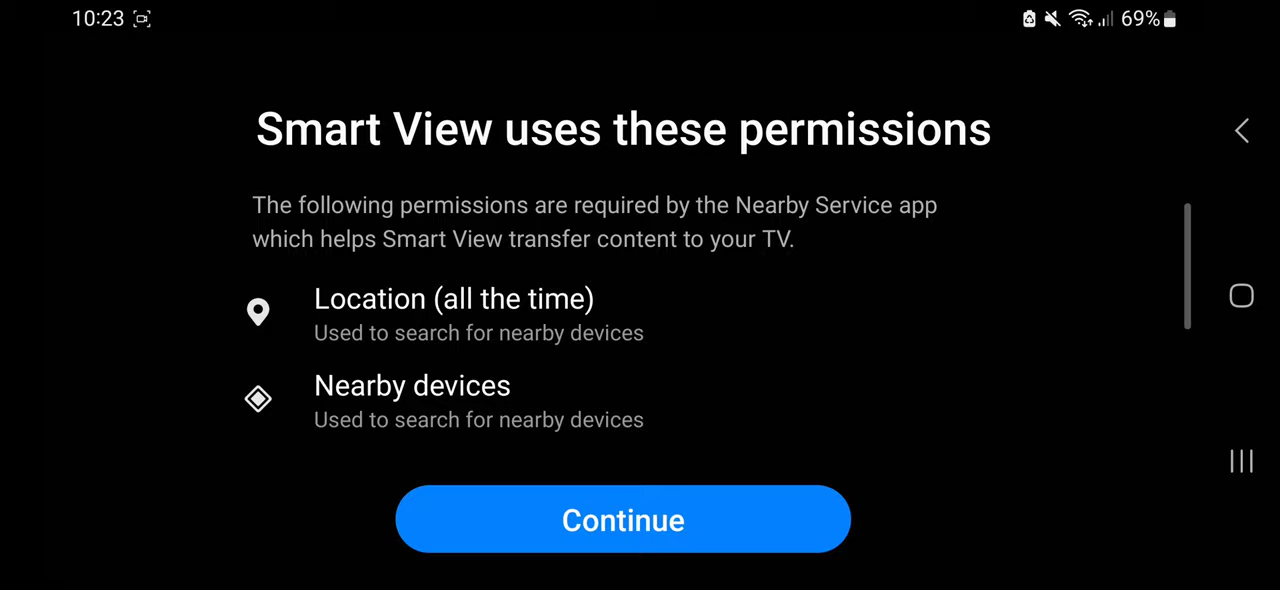 10:23
69%
Smart View uses these permissions
The following permissions are required by the Nearby Service app
which helps Smart View transfer content to your TV.
Location (all the time)
Used to search for nearby devices
Nearby devices
Used to search for nearby devices
Continue